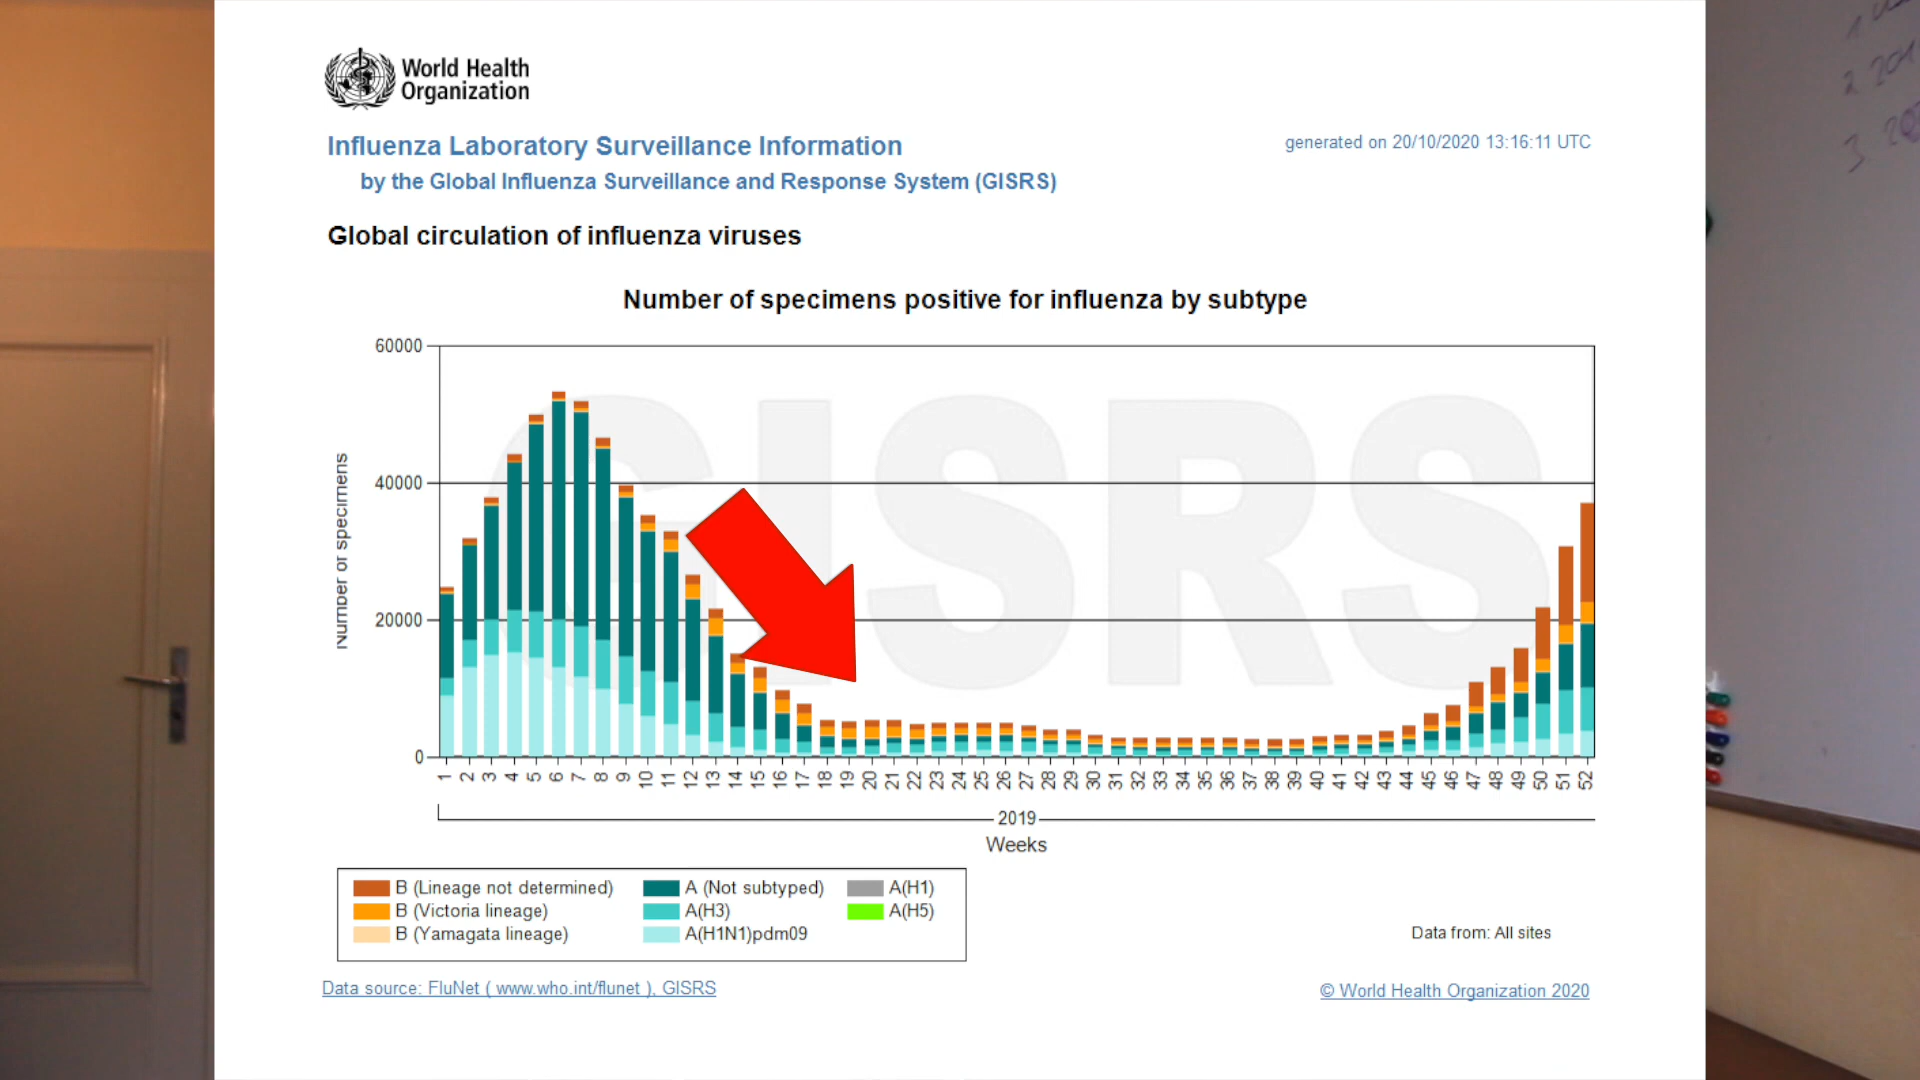 World Health
Organization
Influenza Laboratory Surveillance Information
generated on 20/10/2020 13:16:11 UTC
by the Global Influenza Surveillance and Response System (GISRS)
Global circulation of influenza viruses
Number of specimens positive for influenza by subtype
GISRS
Number of specimens
60000
40000
20000
0
1 2 3 4 5 6 7 8 9 10 11 12 13 14 15 16 17 18 19 20 21 22 23 24 25 26 27 28 29 30 31 32 33 34 35 36 37 38 39 40 41 42 43 44 45 46 47 48 49 50 51 52
2019
Weeks
B (Lineage not determined) A (Not subtyped) A(H1)
B (Victoria lineage) A(H3) A(H5)
B (Yamagata lineage) A(H1N1)pdm09
Data from: All sites
Data source: FluNet ( www.who.int/flunet ), GISRS
© World Health Organization 2020